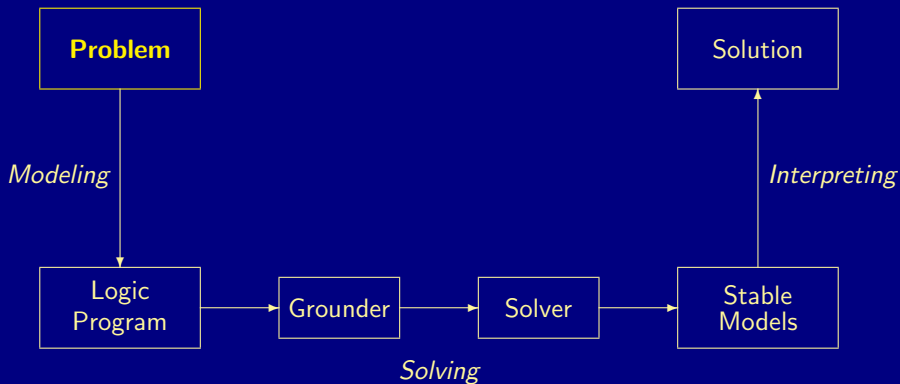 Problem
Solution
Modeling
Interpreting
Logic
Program
Grounder
Solver
Stable
Models
Solving